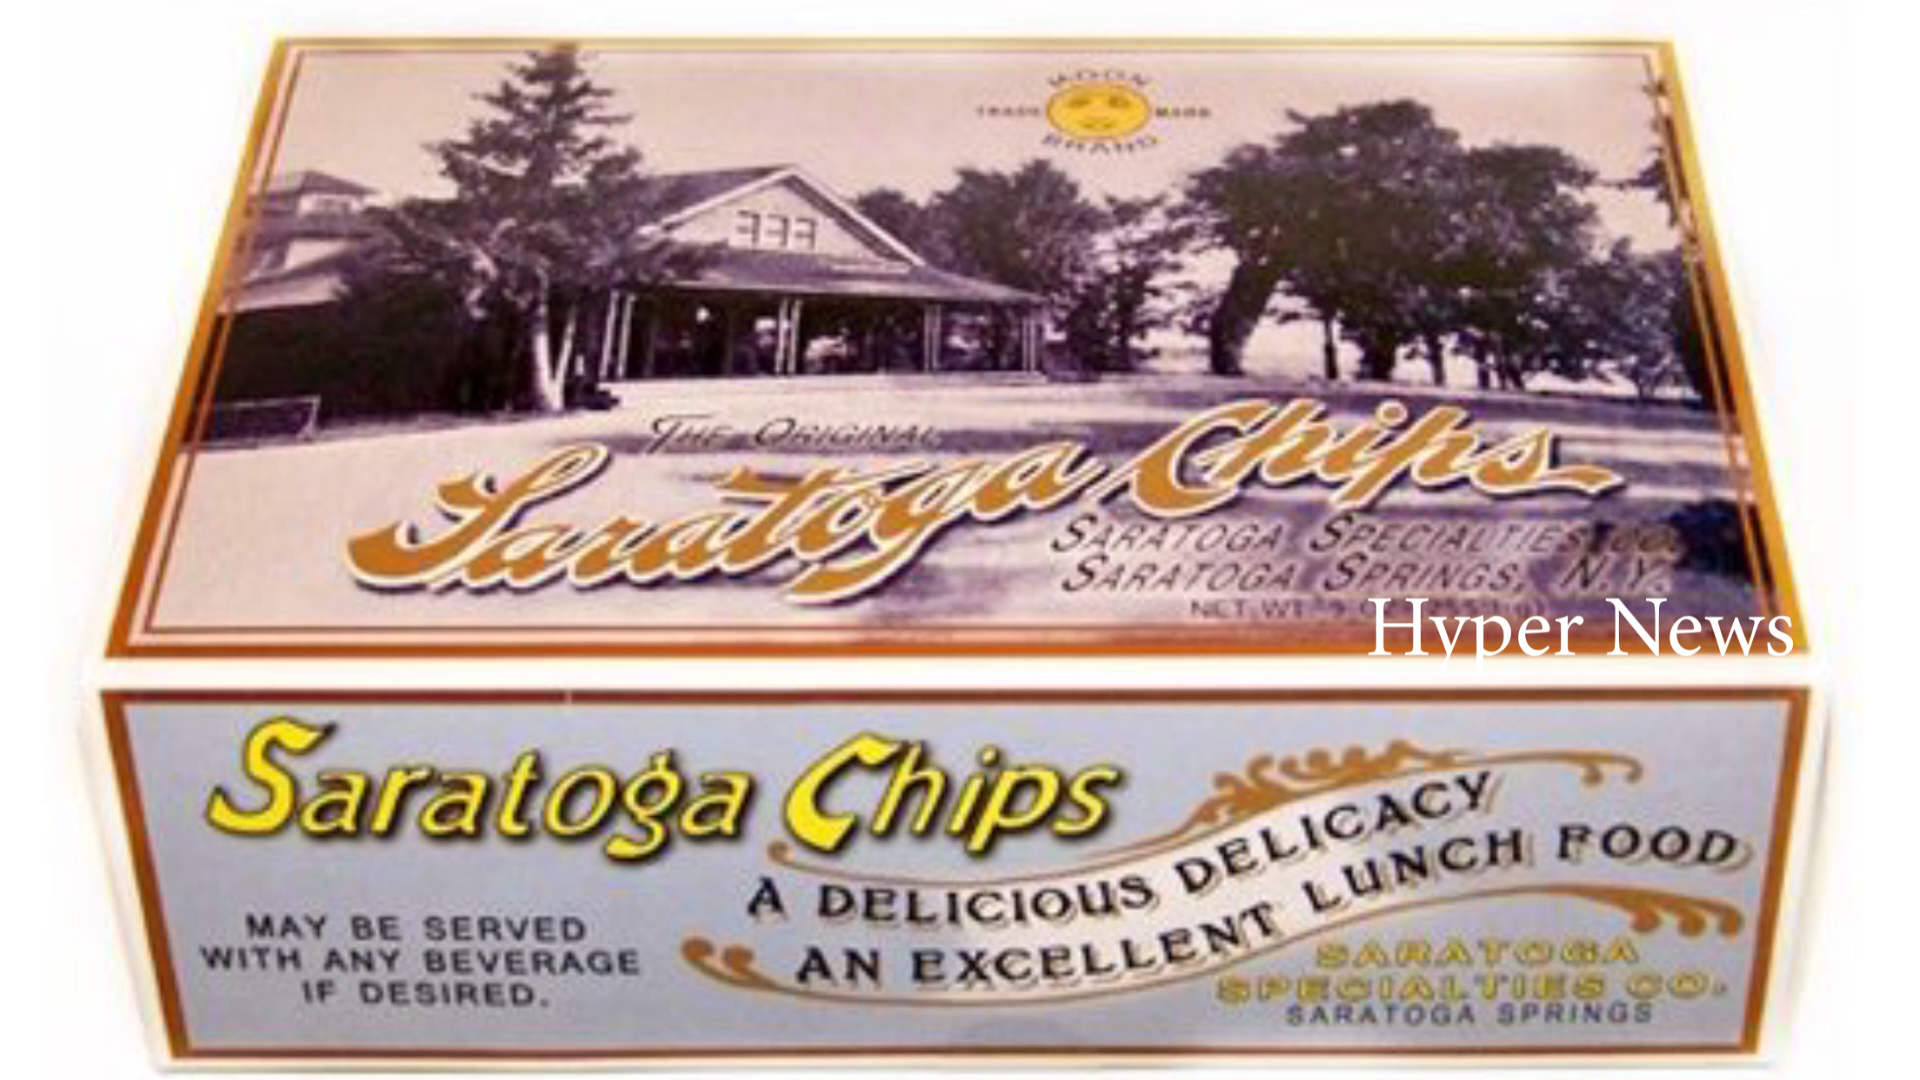 MOON
TRADE MARK
BRAND
THE ORIGINAL
Saratoga Chips
SARATOGA SPECIALTIES CO.
SARATOGA SPRINGS, N.Y.
NET WT. 9 OZ.
Hyper News
Saratoga Chips
A DELICIOUS DELICACY
AN EXCELLENT LUNCH FOOD
MAY BE SERVED
WITH ANY BEVERAGE
IF DESIRED.
SARATOGA
SPECIALTIES CO.
SARATOGA SPRINGS